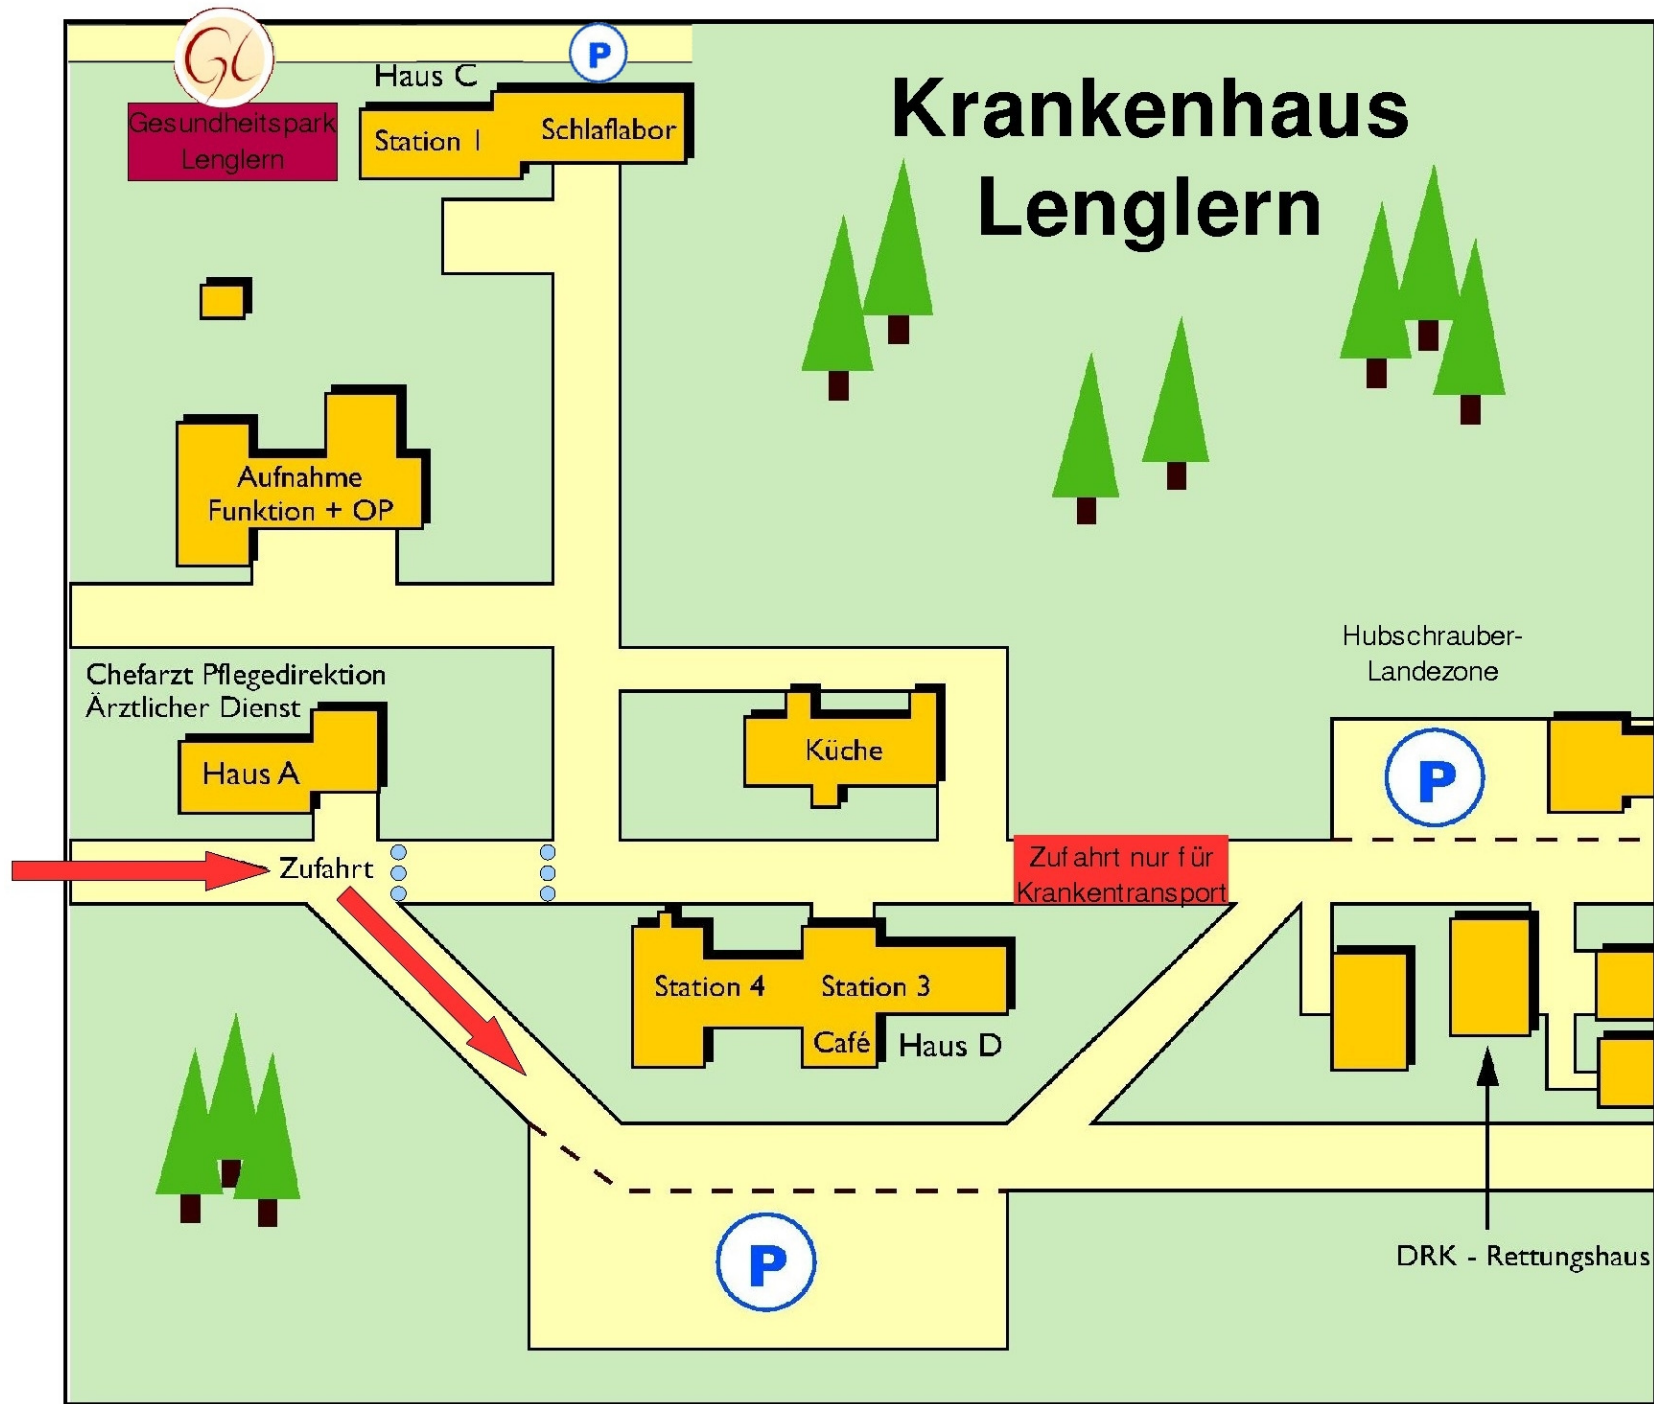 GL
P
Haus C
Gesundheitspark
Lenglern
Station 1
Schlaflabor
Krankenhaus
Lenglern
Aufnahme
Funktion + OP
Hubschrauber-
Landezone
Chefarzt Pflegedirektion
Ärztlicher Dienst
Haus A
Küche
P
Zufahrt
Zufahrt nur für
Krankentransport
Station 4
Station 3
Café
Haus D
P
DRK - Rettungshaus